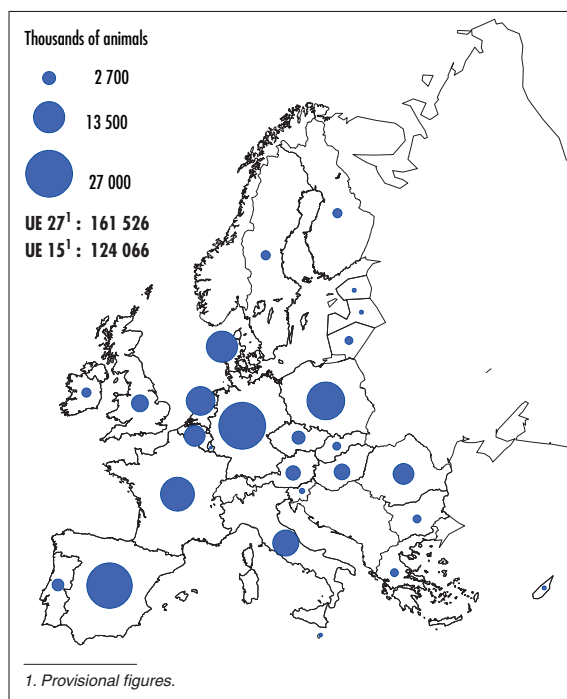 Thousands of animals
2 700
13 500
27 000
UE 27¹ : 161 526
UE 15¹ : 124 066
1. Provisional figures.